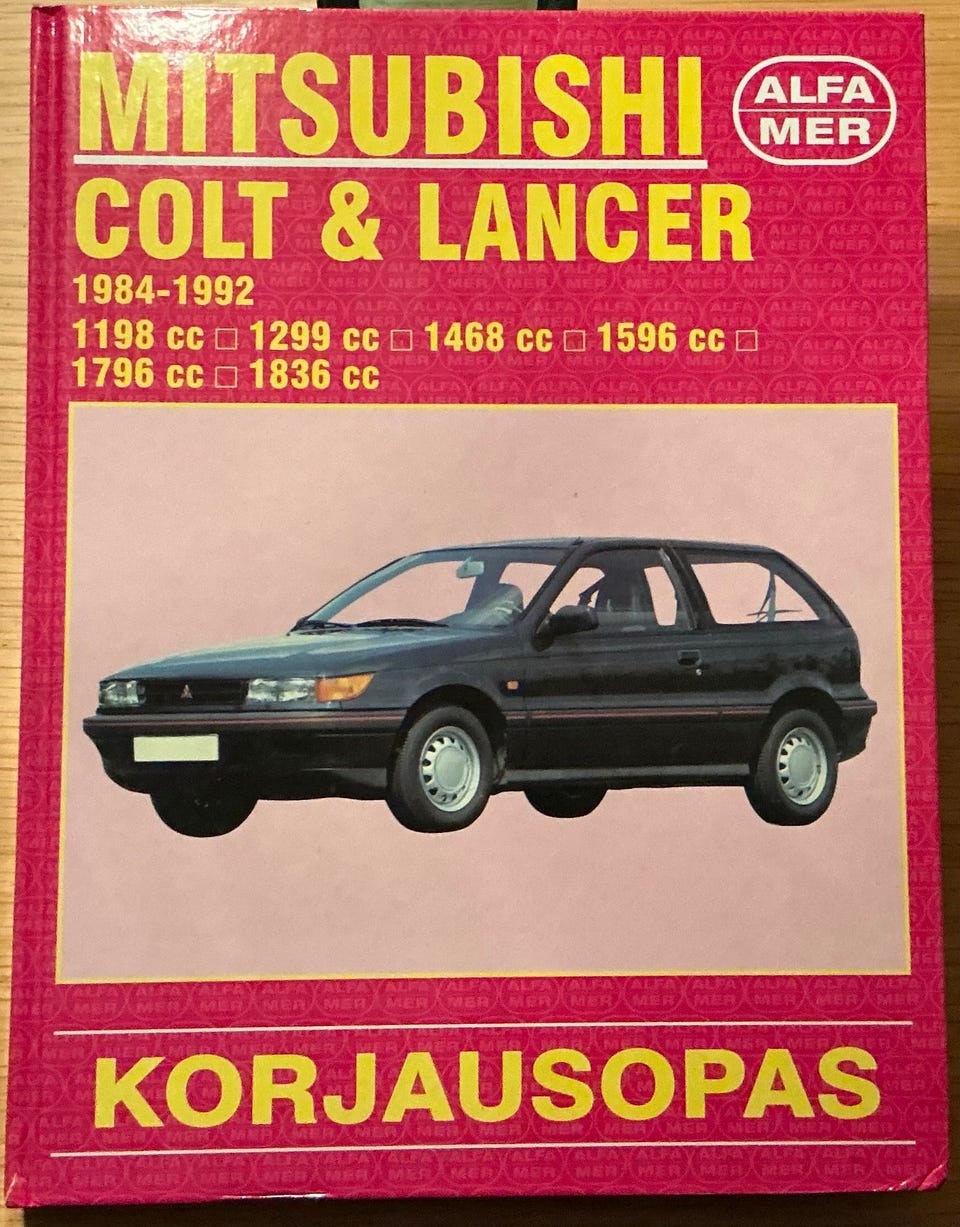 MITSUBISHI
ALFA
MER
COLT & LANCER
1984-1992
1198 cc □ 1299 cc □ 1468 cc □ 1596 cc □
1796 cc □ 1836 cc
KORJAUSOPAS